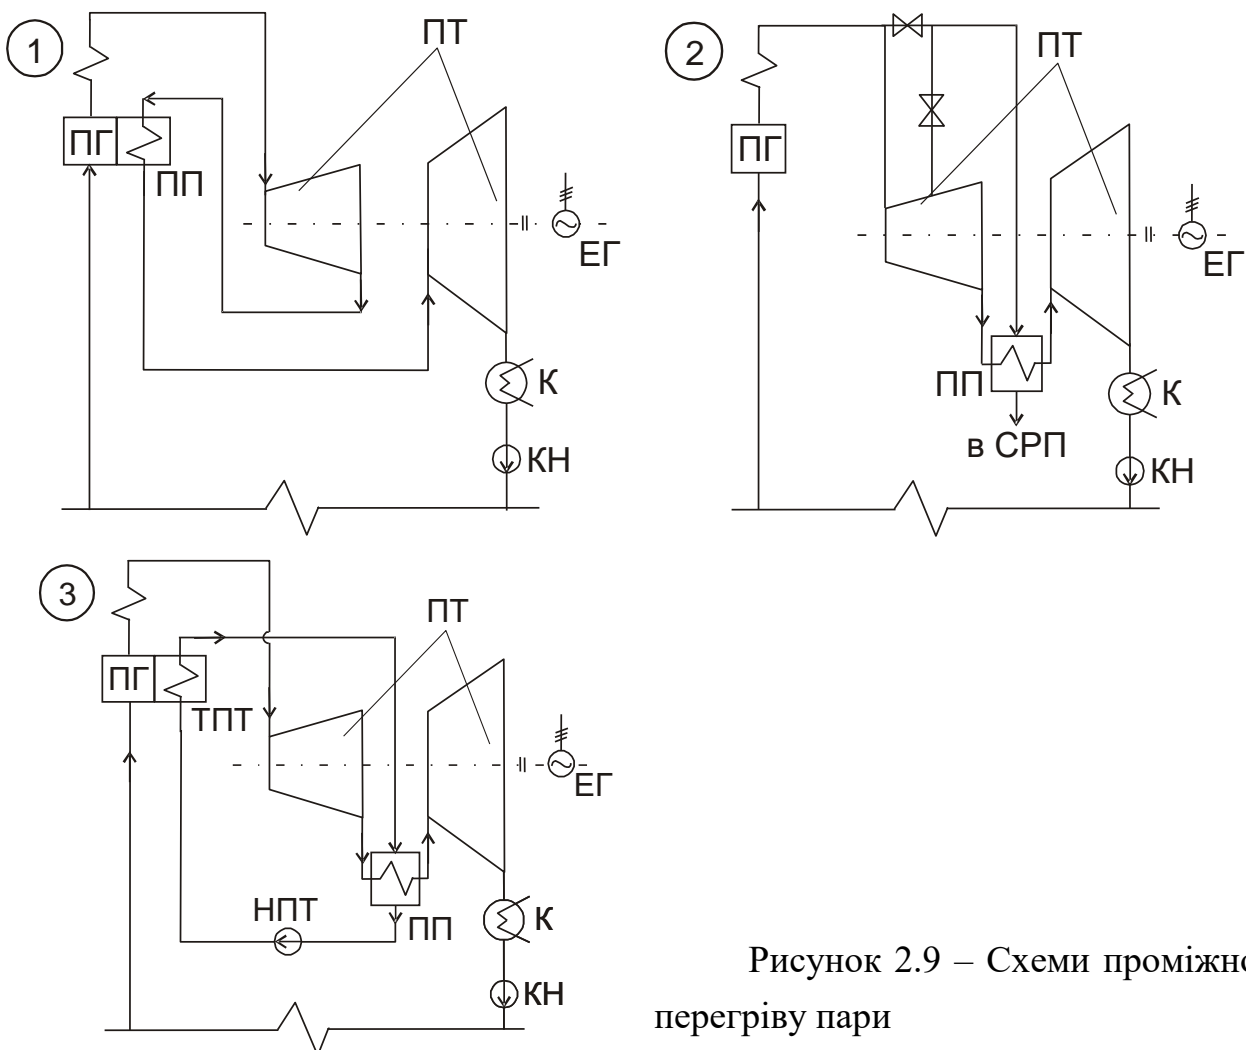 1
ПТ
ПГ
ПП
ЕГ
К
КН
2
ПТ
ПГ
ЕГ
ПП
К
в СРП
КН
3
ПТ
ПГ
ТПТ
ЕГ
НПТ
ПП
К
КН
Рисунок 2.9 – Схеми проміжно
перегріву пари